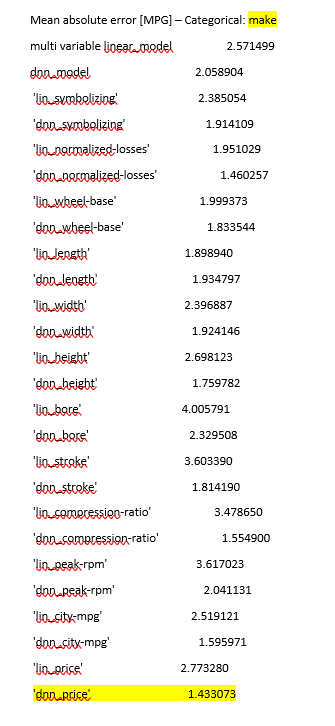 Mean absolute error [MPG] – Categorical: make
multi variable linear_model 2.571499
dnn_model 2.058904
'lin_symbolizing' 2.385054
'dnn_symbolizing' 1.914109
'lin_normalized-losses' 1.951029
'dnn_normalized-losses' 1.460257
'lin_wheel-base' 1.999373
'dnn_wheel-base' 1.833544
'lin_length' 1.898940
'dnn_length' 1.934797
'lin_width' 2.396887
'dnn_width' 1.924146
'lin_height' 2.698123
'dnn_height' 1.759782
'lin_bore' 4.005791
'dnn_bore' 2.329508
'lin_stroke' 3.603390
'dnn_stroke' 1.814190
'lin_compression-ratio' 3.478650
'dnn_compression-ratio' 1.554900
'lin_peak-rpm' 3.617023
'dnn_peak-rpm' 2.041131
'lin_city-mpg' 2.519121
'dnn_city-mpg' 1.595971
'lin_price' 2.773280
'dnn_price' 1.433073